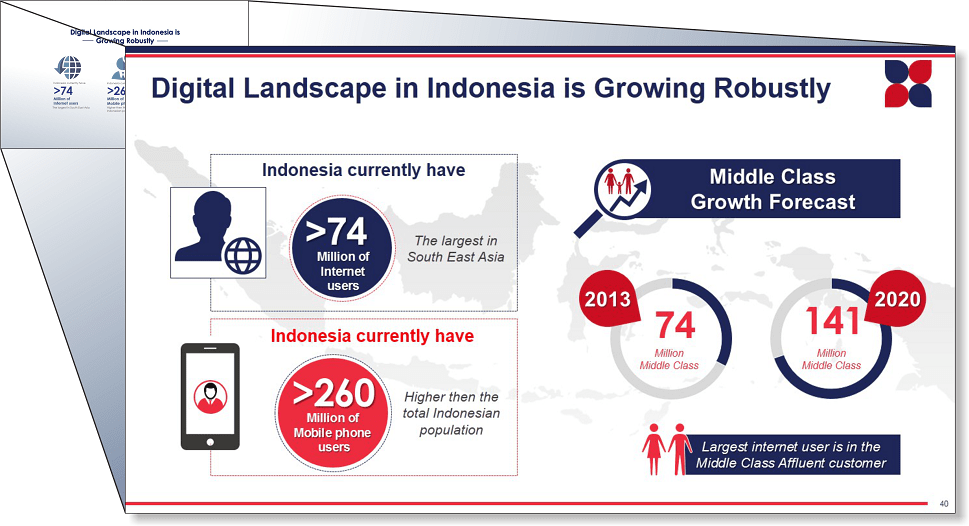 Digital Landscape in Indonesia is
Growing Robustly
>74
Million of
Internet users
>26
Million of
Mobile ph
Digital Landscape in Indonesia is Growing Robustly
Indonesia currently have
>74
Million of
Internet
users
The largest in
South East Asia
Indonesia currently have
>260
Million of
Mobile phone
users
Higher then the
total Indonesian
population
Middle Class
Growth Forecast
2013
74
Million
Middle Class
2020
141
Million
Middle Class
Largest internet user is in the
Middle Class Affluent customer
40